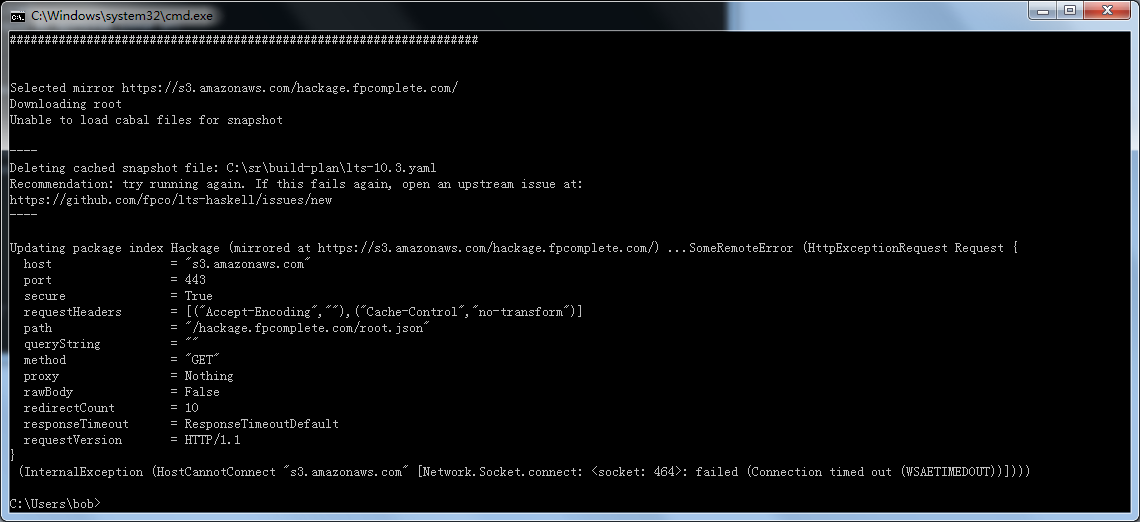 C:\Windows\system32\cmd.exe
###################################################################
Selected mirror https://s3.amazonaws.com/hackage.fpcomplete.com/
Downloading root
Unable to load cabal files for snapshot
----
Deleting cached snapshot file: C:\sr\build-plan\lts-10.3.yaml
Recommendation: try running again. If this fails again, open an upstream issue at:
https://github.com/fpco/lts-haskell/issues/new
----
Updating package index Hackage (mirrored at https://s3.amazonaws.com/hackage.fpcomplete.com/) ...SomeRemoteError (HttpExceptionRequest Request {
  host                 = "s3.amazonaws.com"
  port                 = 443
  secure               = True
  requestHeaders       = [("Accept-Encoding",""),("Cache-Control","no-transform")]
  path                 = "/hackage.fpcomplete.com/root.json"
  queryString          = ""
  method               = "GET"
  proxy                = Nothing
  rawBody              = False
  redirectCount        = 10
  responseTimeout      = ResponseTimeoutDefault
  requestVersion       = HTTP/1.1
}
 (InternalException (HostCannotConnect "s3.amazonaws.com" [Network.Socket.connect: <socket: 464>: failed (Connection timed out (WSAETIMEDOUT))])))
C:\Users\bob>